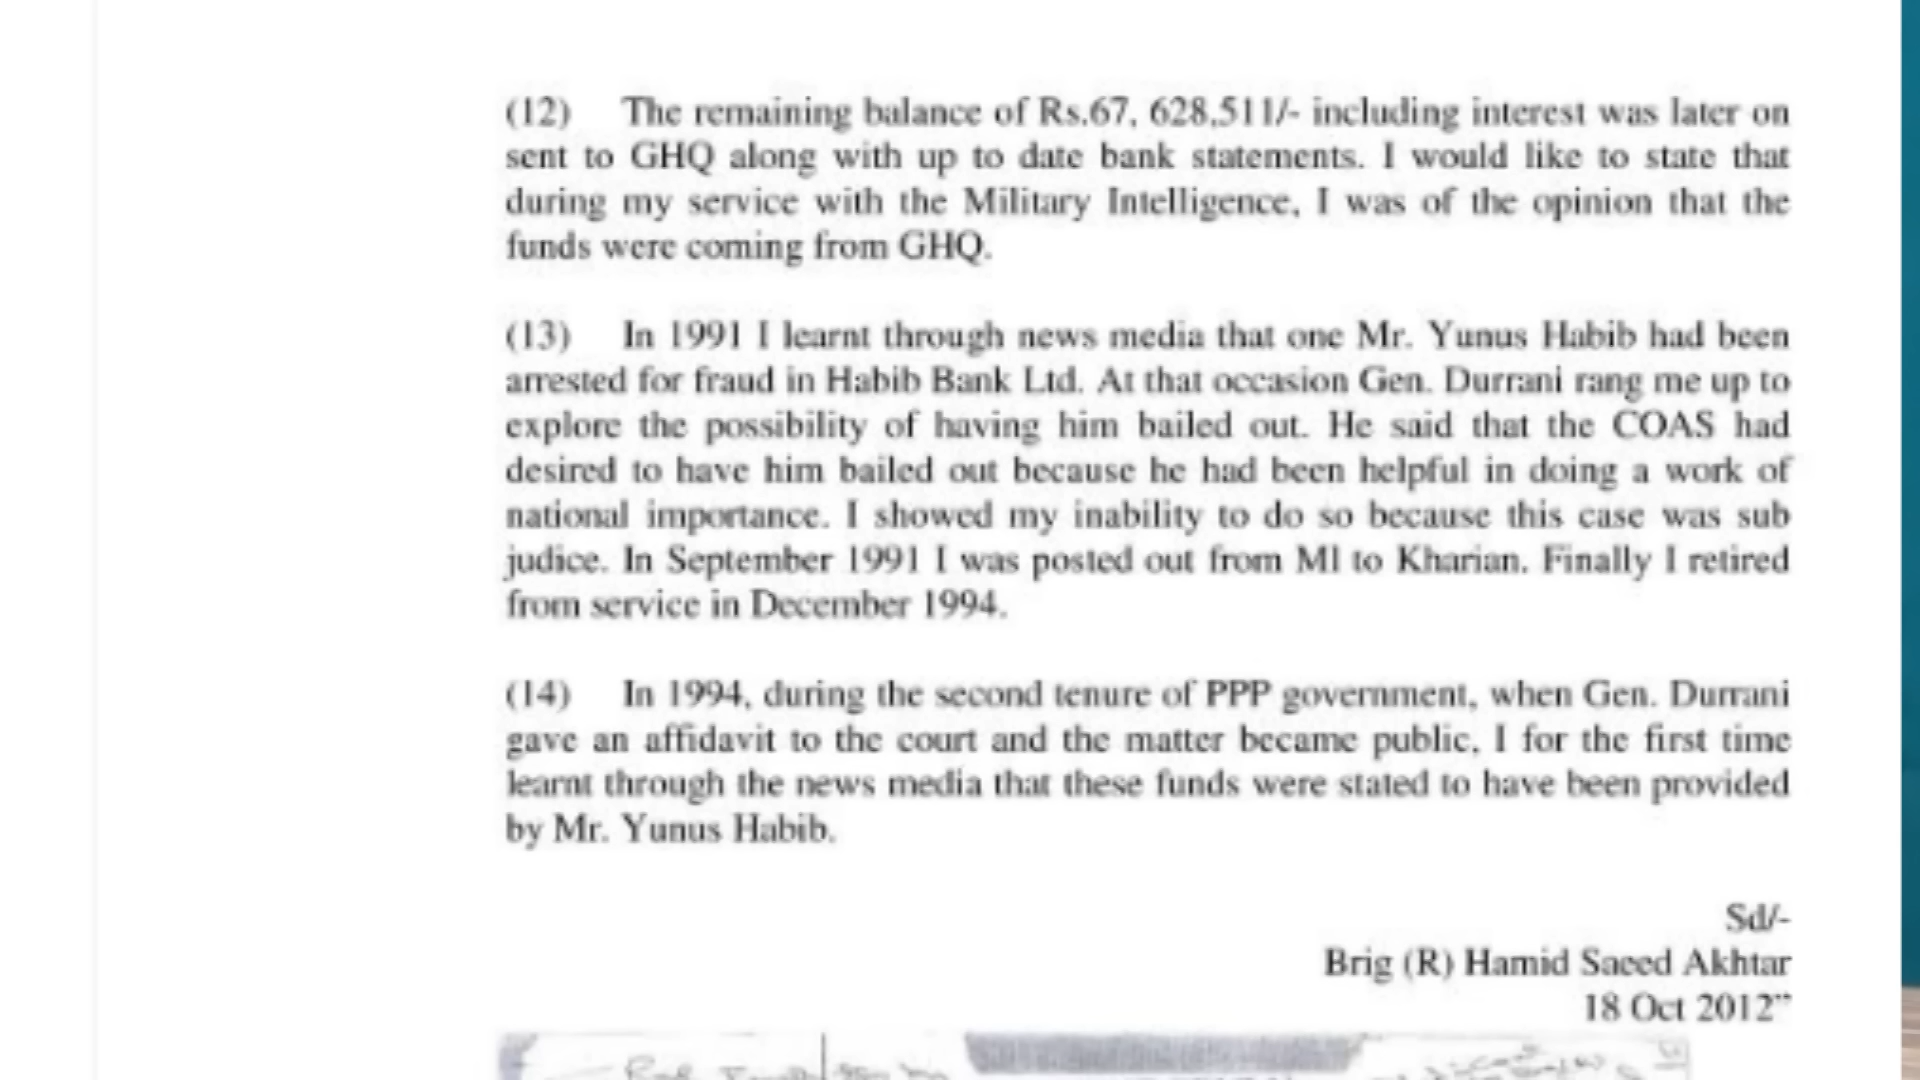 (12) The remaining balance of Rs.67, 628,511/- including interest was later on
sent to GHQ along with up to date bank statements. I would like to state that
during my service with the Military Intelligence, I was of the opinion that the
funds were coming from GHQ.
(13) In 1991 I learnt through news media that one Mr. Yunus Habib had been
arrested for fraud in Habib Bank Ltd. At that occasion Gen. Durrani rang me up to
explore the possibility of having him bailed out. He said that the COAS had
desired to have him bailed out because he had been helpful in doing a work of
national importance. I showed my inability to do so because this case was sub
judice. In September 1991 I was posted out from MI to Kharian. Finally I retired
from service in December 1994.
(14) In 1994, during the second tenure of PPP government, when Gen. Durrani
gave an affidavit to the court and the matter became public, I for the first time
learnt through the news media that these funds were stated to have been provided
by Mr. Yunus Habib.
Sd/-
Brig (R) Hamid Saeed Akhtar
18 Oct 2012”